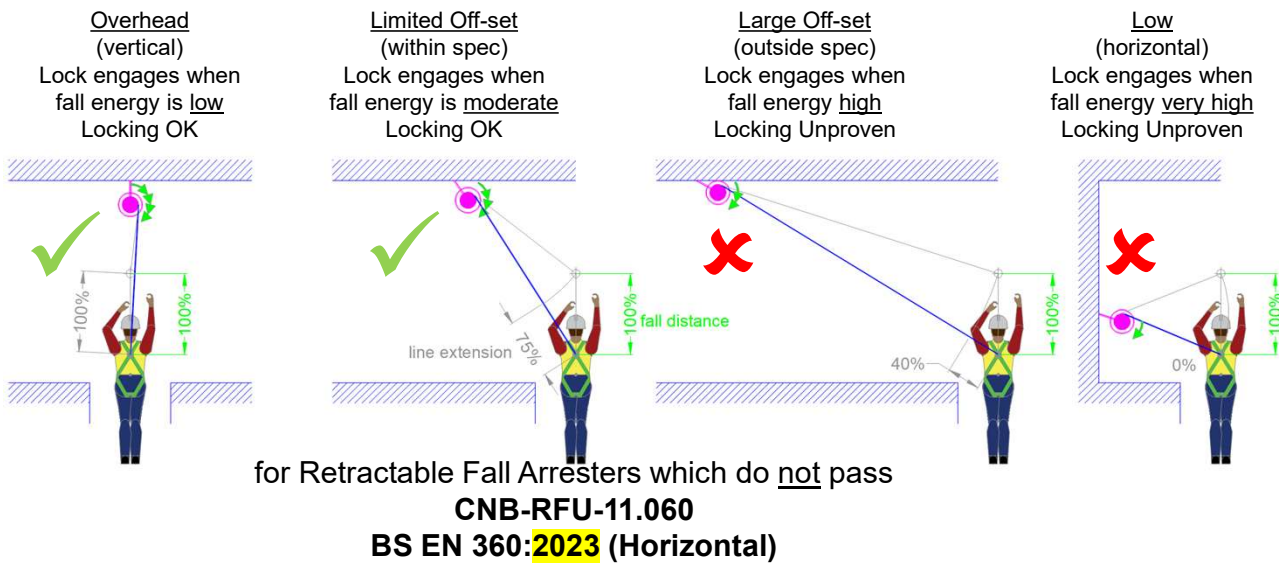 Overhead
(vertical)
Lock engages when
fall energy is low
Locking OK
Limited Off-set
(within spec)
Lock engages when
fall energy is moderate
Locking OK
Large Off-set
(outside spec)
Lock engages when
fall energy high
Locking Unproven
Low
(horizontal)
Lock engages when
fall energy very high
Locking Unproven
100%
100%
line extension
75%
100%
fall distance
40%
100%
0%
100%
for Retractable Fall Arresters which do not pass
CNB-RFU-11.060
BS EN 360:2023 (Horizontal)